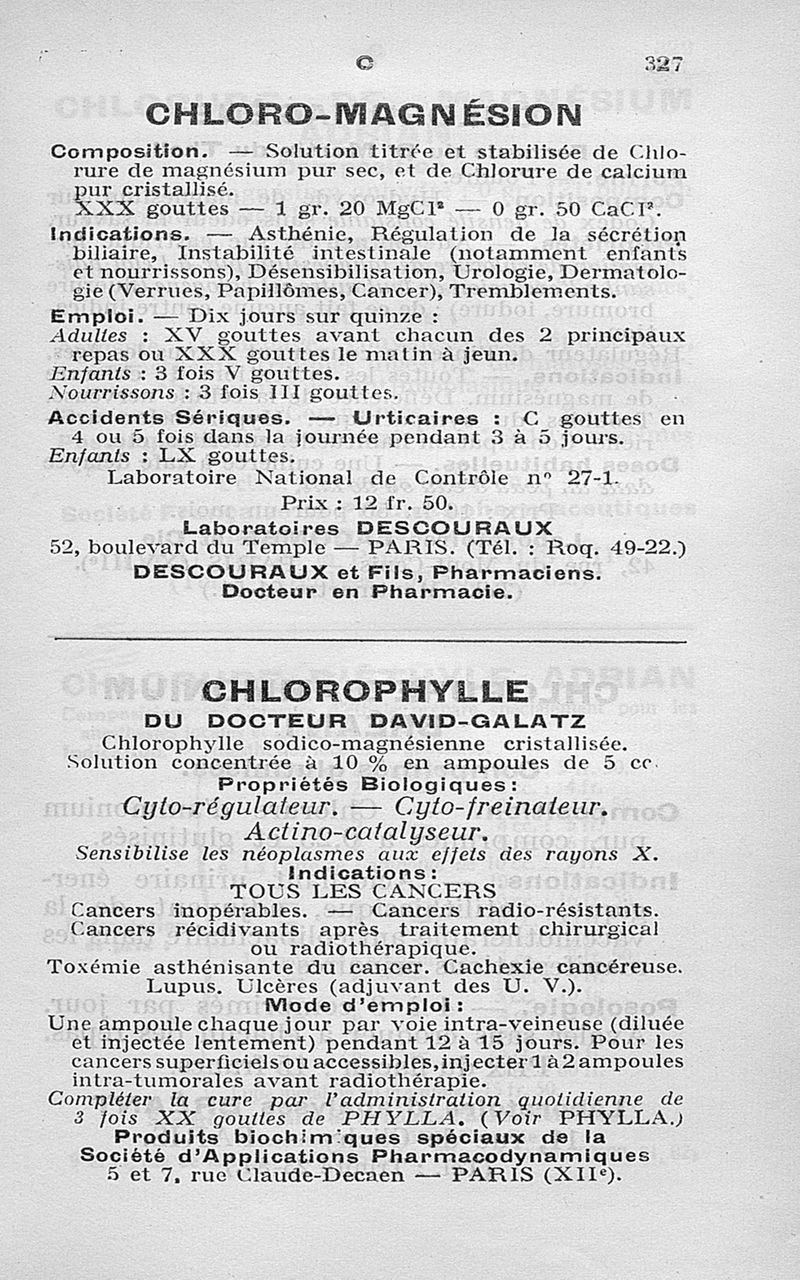 C 327
CHLORO-MAGNÉSION
Composition. — Solution titrée et stabilisée de Chlo-
rure de magnésium pur sec, et de Chlorure de calcium
pur cristallisé.
XXX gouttes — 1 gr. 20 MgCl² — 0 gr. 50 CaCl².
Indications. — Asthénie, Régulation de la sécrétion
biliaire, Instabilité intestinale (notamment enfants
et nourrissons), Désensibilisation, Urologie, Dermatolo-
gie (Verrues, Papillômes, Cancer), Tremblements.
Emploi. — Dix jours sur quinze :
Adultes : XV gouttes avant chacun des 2 principaux
repas ou XXX gouttes le matin à jeun.
Enfants : 3 fois V gouttes.
Nourrissons : 3 fois III gouttes.
Accidents Sériques. — Urticaires : C gouttes en
4 ou 5 fois dans la journée pendant 3 à 5 jours.
Enfants : LX gouttes.
Laboratoire National de Contrôle nº 27-1.
Prix : 12 fr. 50.
Laboratoires DESCOURAUX
52, boulevard du Temple — PARIS. (Tél. : Roq. 49-22.)
DESCOURAUX et Fils, Pharmaciens.
Docteur en Pharmacie.
CHLOROPHYLLE
DU DOCTEUR DAVID-GALATZ
Chlorophylle sodico-magnésienne cristallisée.
Solution concentrée à 10 % en ampoules de 5 cc.
Propriétés Biologiques :
Cyto-régulateur. — Cyto-freinateur.
Actino-catalyseur.
Sensibilise les néoplasmes aux effets des rayons X.
Indications :
TOUS LES CANCERS
Cancers inopérables. — Cancers radio-résistants.
Cancers récidivants après traitement chirurgical
ou radiothérapique.
Toxémie asthénisante du cancer. Cachexie cancéreuse.
Lupus. Ulcères (adjuvant des U. V.).
Mode d'emploi :
Une ampoule chaque jour par voie intra-veineuse (diluée
et injectée lentement) pendant 12 à 15 jours. Pour les
cancers superficiels ou accessibles, injecter 1 à 2 ampoules
intra-tumorales avant radiothérapie.
Compléter la cure par l'administration quotidienne de
3 fois XX gouttes de PHYLLA. (Voir PHYLLA.)
Produits biochimiques spéciaux de la
Société d'Applications Pharmacodynamiques
5 et 7, rue Claude-Decaen — PARIS (XIIᵉ).